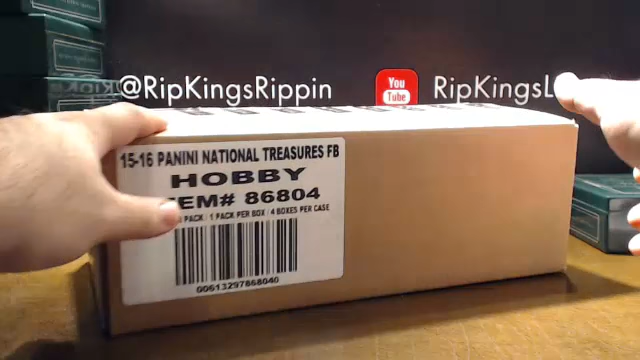 @RipKingsRippin
You
Tube
RipKingsL
15-16 PANINI NATIONAL TREASURES FB
HOBBY
EM# 86804
PACK / 1 PACK PER BOX / 4 BOXES PER CASE
00613297868040